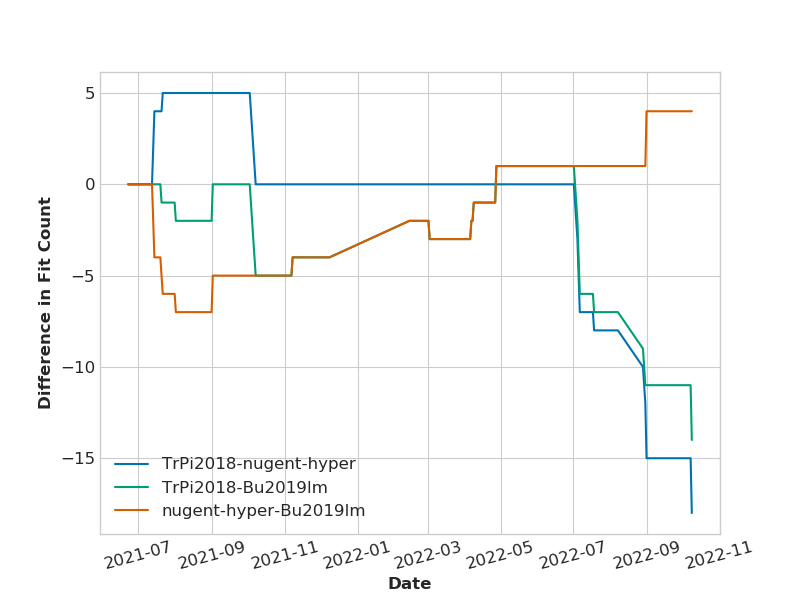 5
0
−5
−10
−15
Difference in Fit Count
TrPi2018-nugent-hyper
TrPi2018-Bu2019lm
nugent-hyper-Bu2019lm
2021-07 2021-09 2021-11 2022-01 2022-03 2022-05 2022-07 2022-09 2022-11
Date